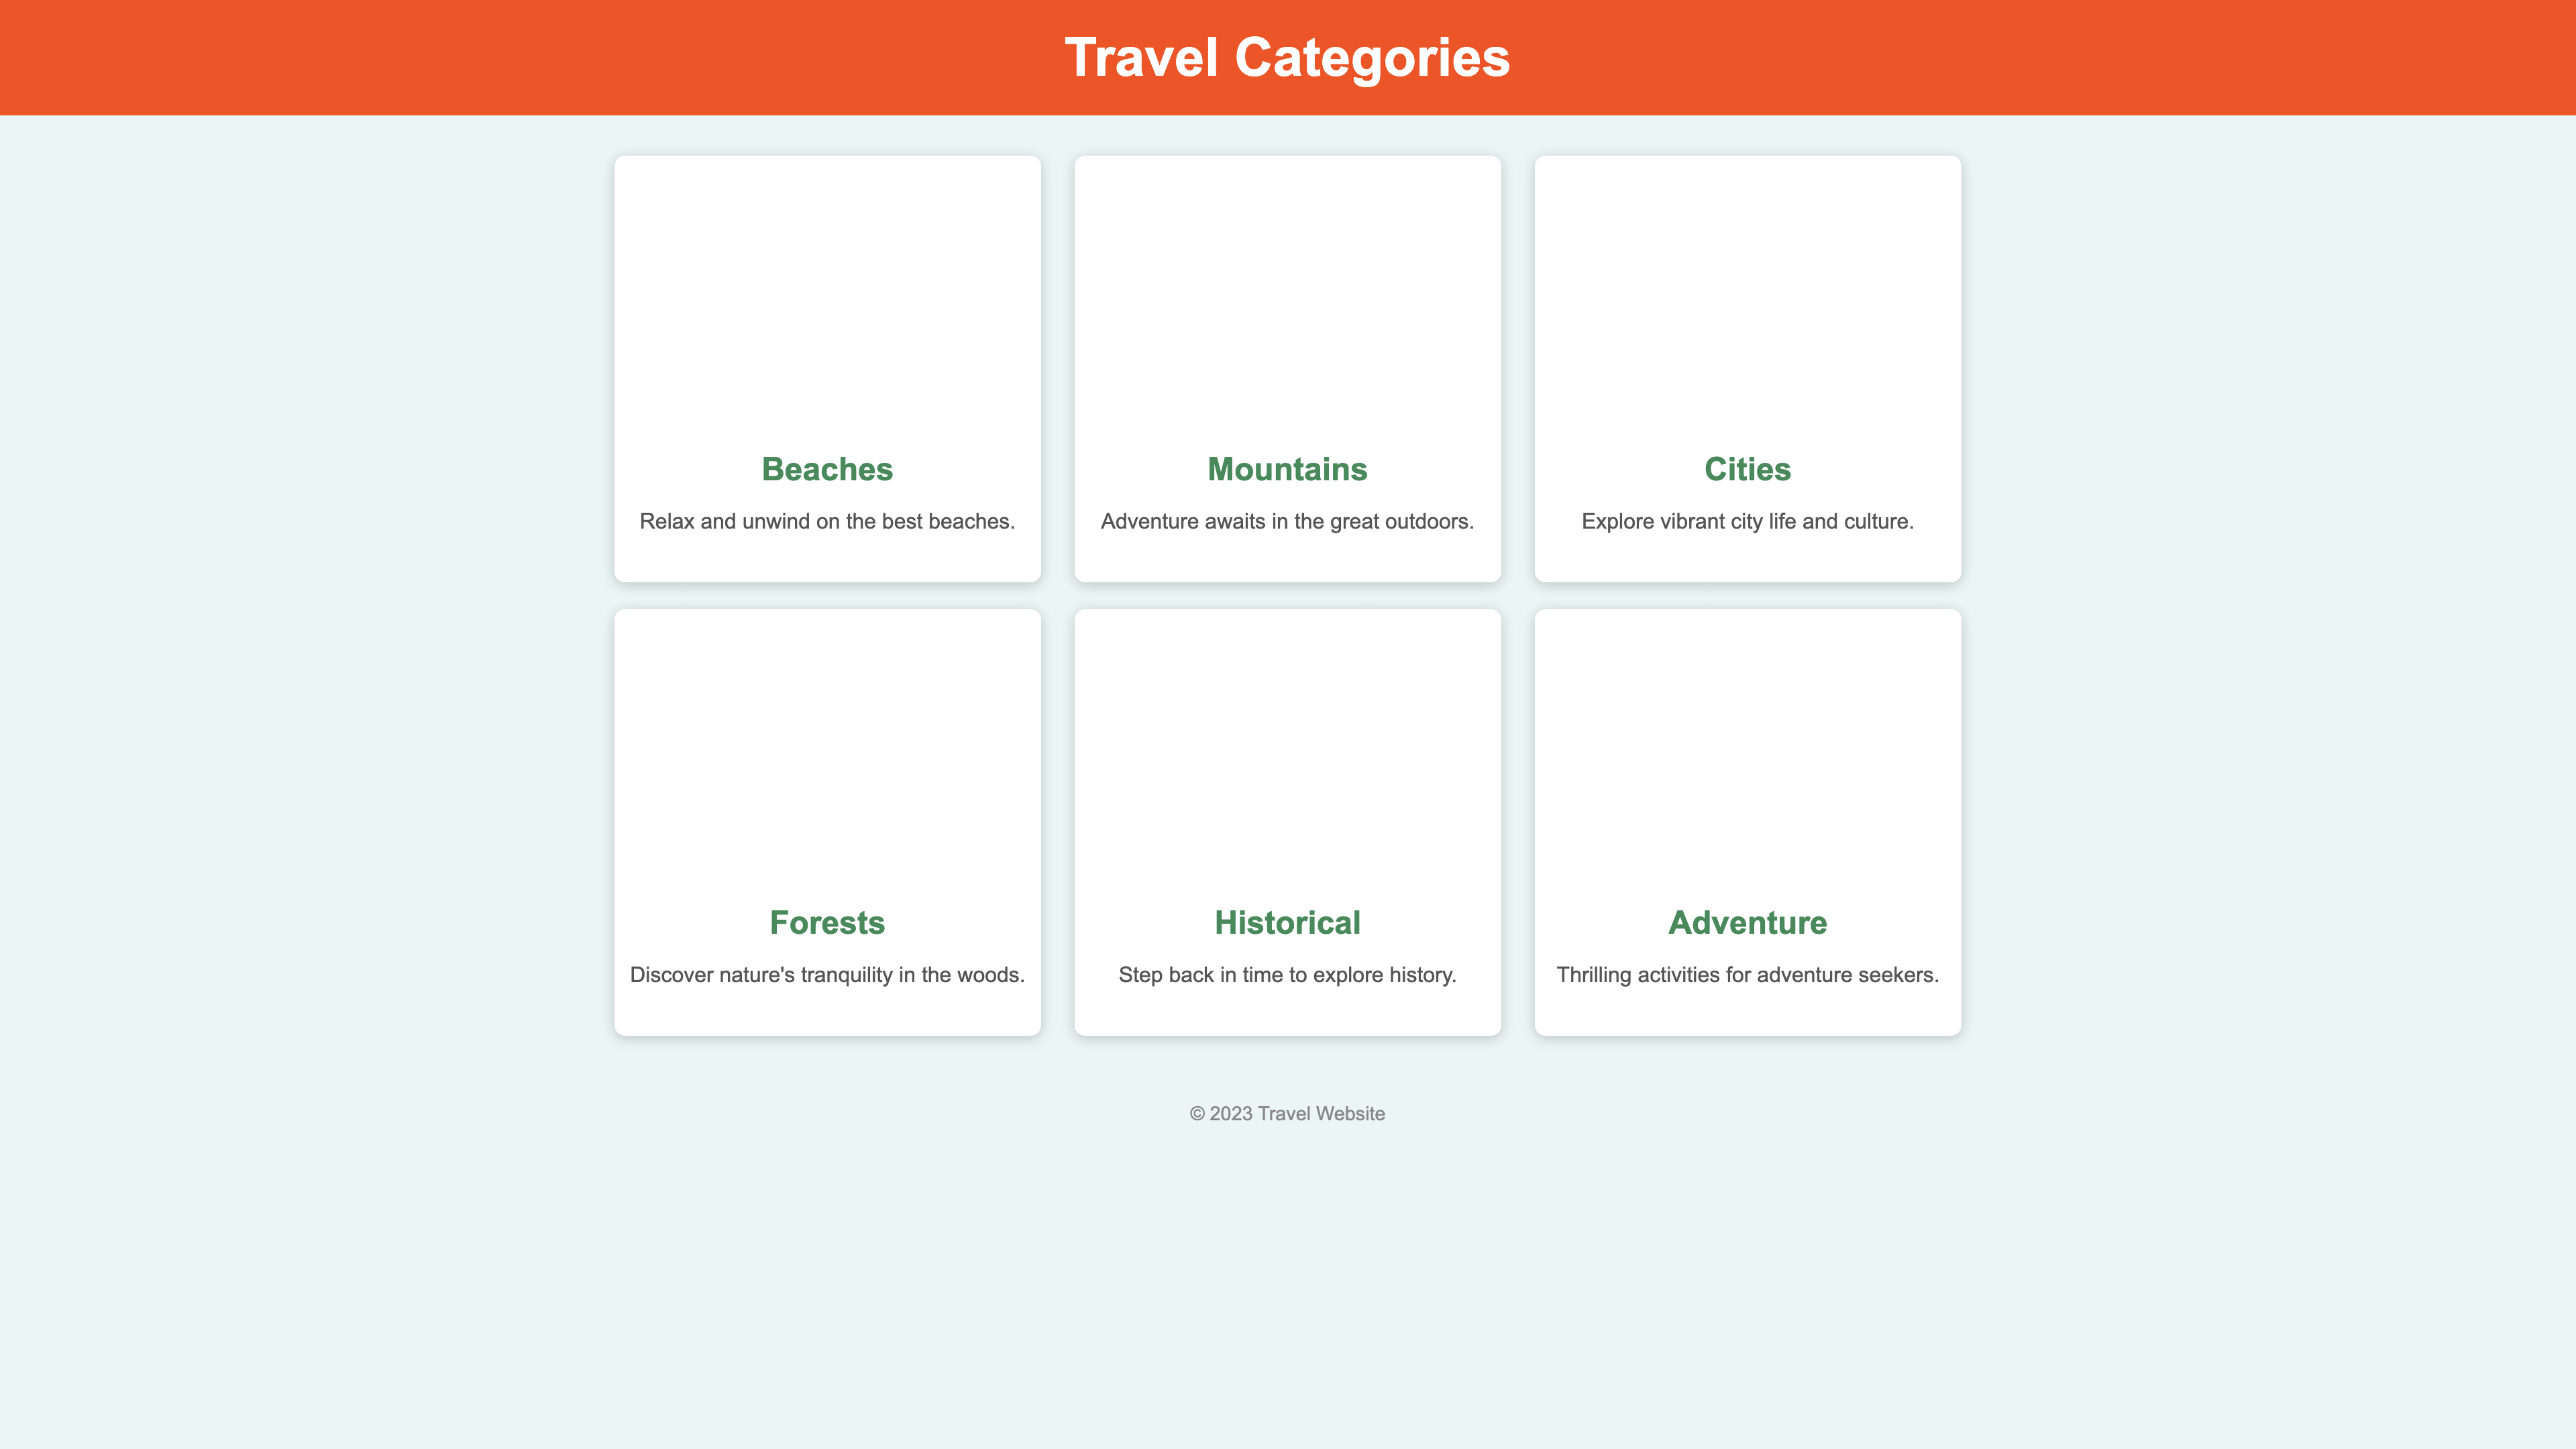 Travel Categories
Beaches
Relax and unwind on the best beaches.
Mountains
Adventure awaits in the great outdoors.
Cities
Explore vibrant city life and culture.
Forests
Discover nature's tranquility in the woods.
Historical
Step back in time to explore history.
Adventure
Thrilling activities for adventure seekers.
© 2023 Travel Website